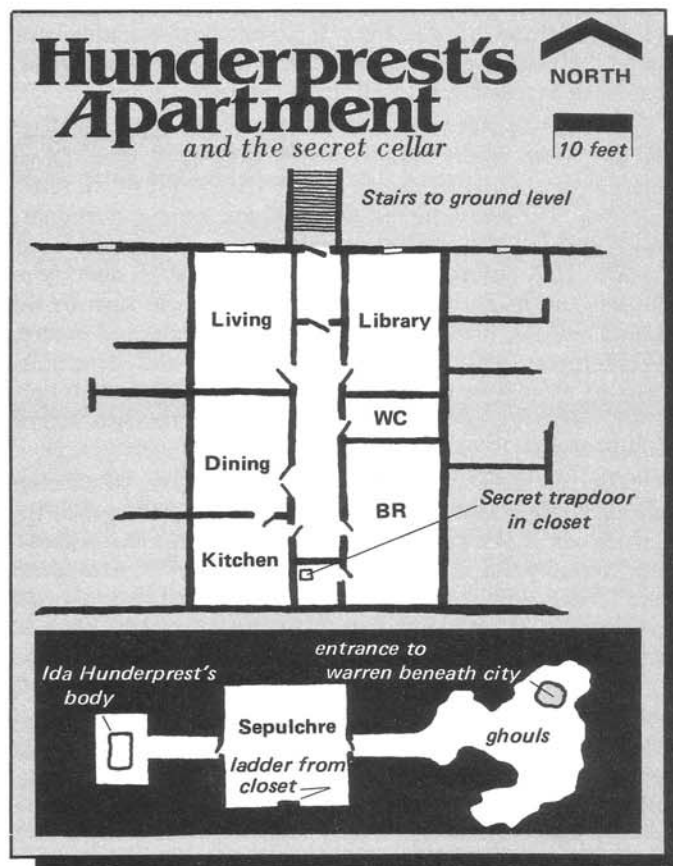 Hunderprest's
Apartment
and the secret cellar
NORTH
10 feet
Stairs to ground level
Living
Library
WC
Dining
BR
Secret trapdoor
in closet
Kitchen
Ida Hunderprest's
body
entrance to
warren beneath city
Sepulchre
ghouls
ladder from
closet